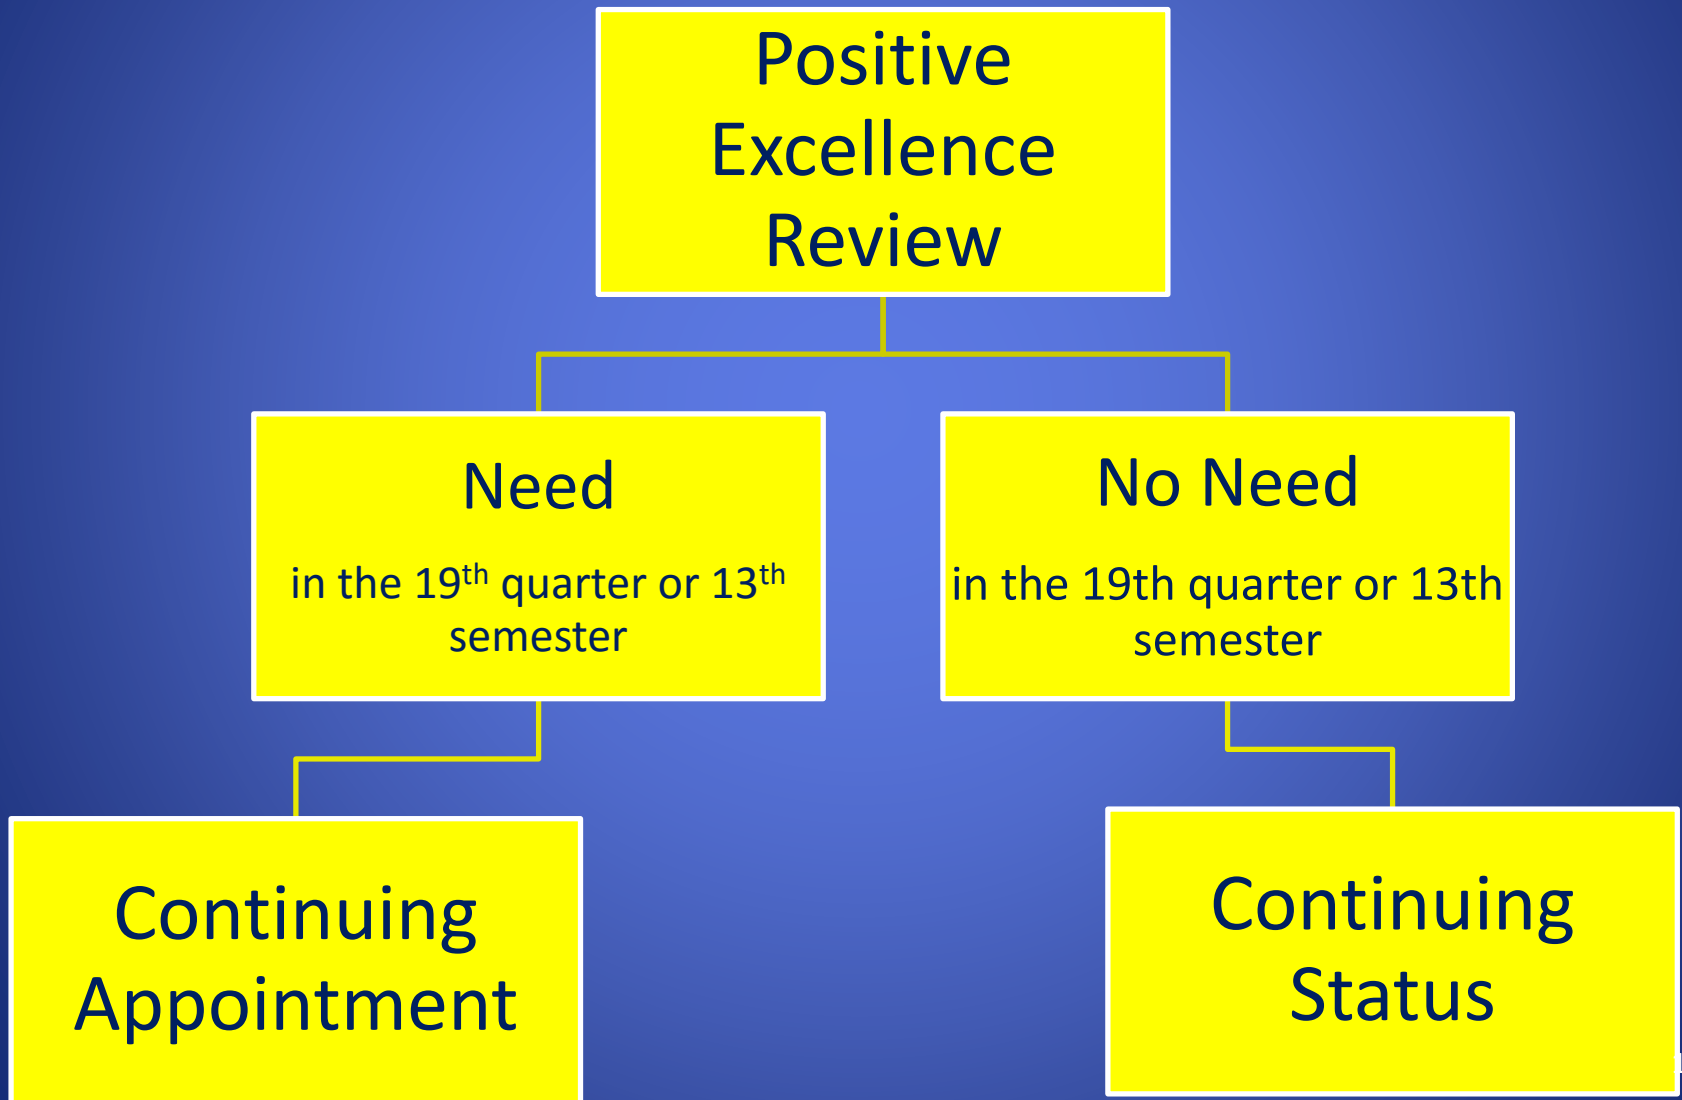 Positive
Excellence
Review
Need
in the 19th quarter or 13th
semester
No Need
in the 19th quarter or 13th
semester
Continuing
Appointment
Continuing
Status